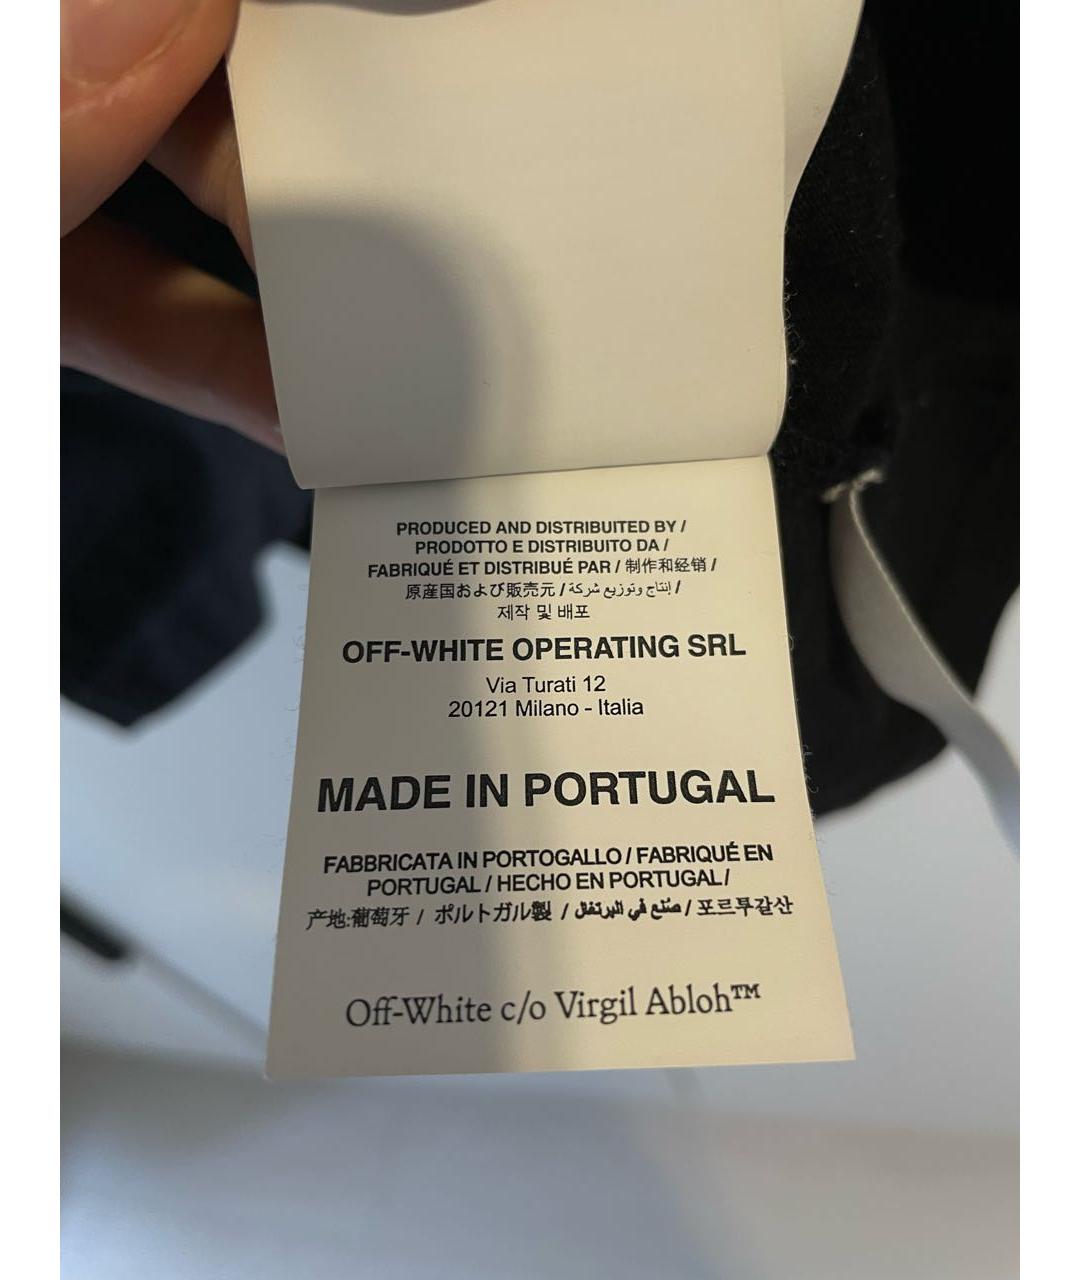 PRODUCED AND DISTRIBUITED BY /
PRODOTTO E DISTRIBUITO DA /
FABRIQUÉ ET DISTRIBUÉ PAR / 制作和经销 /
原産国および販売元 / إنتاج وتوزيع شركة /
제작 및 배포
OFF-WHITE OPERATING SRL
Via Turati 12
20121 Milano - Italia
MADE IN PORTUGAL
FABBRICATA IN PORTOGALLO / FABRIQUÉ EN
PORTUGAL / HECHO EN PORTUGAL /
产地:葡萄牙 / ポルトガル製 / صُنع في البرتغال / 포르투갈산
Off-White c/o Virgil Abloh™